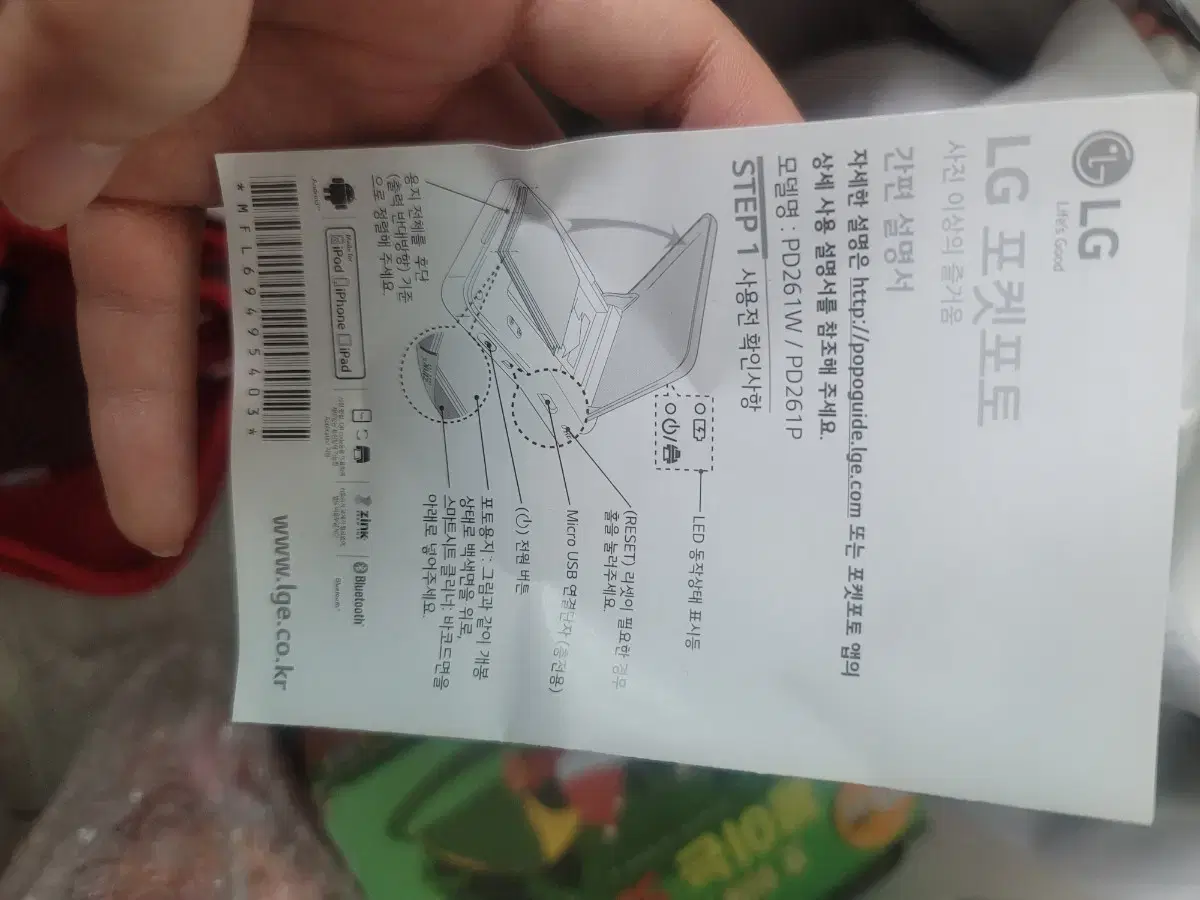 LG
Life's Good
LG 포켓포토
사진 이상의 즐거움
간편 설명서
자세한 설명은 http://popoguide.lge.com 또는 포켓포토 앱의
상세 사용 설명서를 참조해 주세요.
모델명 : PD261W / PD261P
STEP 1 사용전 확인사항
LED 동작상태 표시등
(RESET) 리셋이 필요한 경우
홀을 눌러주세요.
Micro USB 연결단자 (충전용)
전원 버튼
포토용지 : 그림과 같이 개봉
상태로 백색면을 위로,
스마트시트 클리너: 바코드면을
아래로 넣어주세요.
용지 전체를 후단
(출력 반대방향) 기준
으로 정렬해 주세요.
Android™
Made for
iPod iPhone iPad
zink
Bluetooth
Bluetooth®
*MFL69495403*
www.lge.co.kr